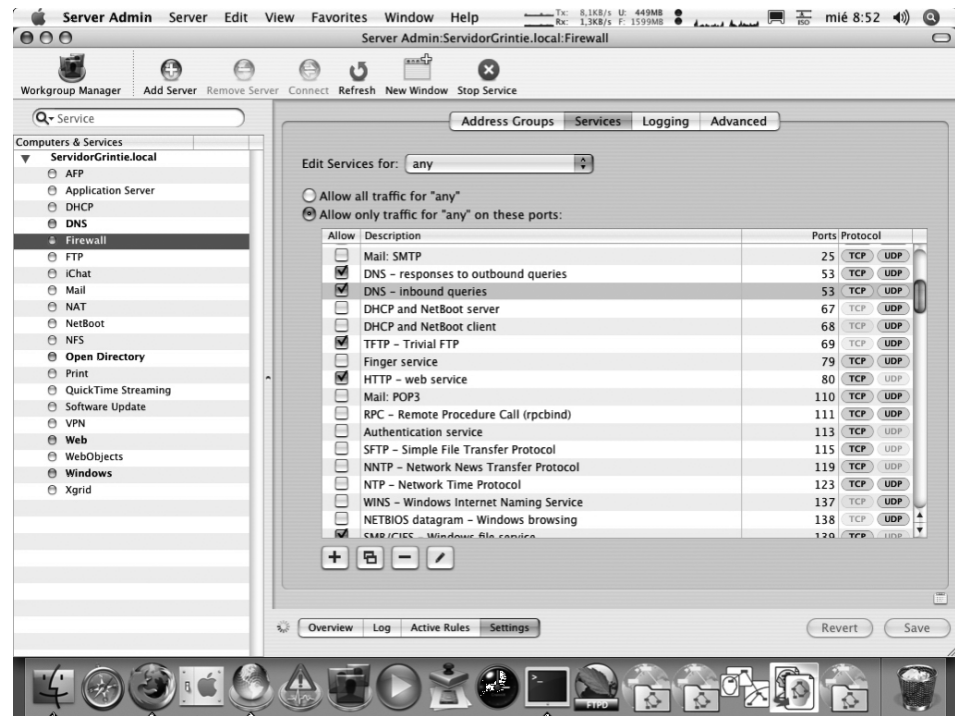 Server Admin Server Edit View Favorites Window Help Tx: 8,1KB/s U: 449MB mié 8:52
Rx: 1,3KB/s F: 1599MB ISO
Server Admin:ServidorGrintie.local:Firewall
Workgroup Manager Add Server Remove Server Connect Refresh New Window Stop Service
Service
Address Groups Services Logging Advanced
Computers & Services
ServidorGrintie.local
AFP
Application Server
DHCP
DNS
Firewall
FTP
iChat
Mail
NAT
NetBoot
NFS
Open Directory
Print
QuickTime Streaming
Software Update
VPN
Web
WebObjects
Windows
Xgrid
Edit Services for: any
Allow all traffic for "any"
Allow only traffic for "any" on these ports:
Allow Description Ports Protocol
Mail: SMTP 25 TCP UDP
DNS – responses to outbound queries 53 TCP UDP
DNS – inbound queries 53 TCP UDP
DHCP and NetBoot server 67 TCP UDP
DHCP and NetBoot client 68 TCP UDP
TFTP – Trivial FTP 69 TCP UDP
Finger service 79 TCP UDP
HTTP – web service 80 TCP UDP
Mail: POP3 110 TCP UDP
RPC – Remote Procedure Call (rpcbind) 111 TCP UDP
Authentication service 113 TCP UDP
SFTP – Simple File Transfer Protocol 115 TCP UDP
NNTP – Network News Transfer Protocol 119 TCP UDP
NTP – Network Time Protocol 123 TCP UDP
WINS – Windows Internet Naming Service 137 TCP UDP
NETBIOS datagram – Windows browsing 138 TCP UDP
SMB/CIFS – Windows file service 139 TCP UDP
Overview Log Active Rules Settings Revert Save
FTPD